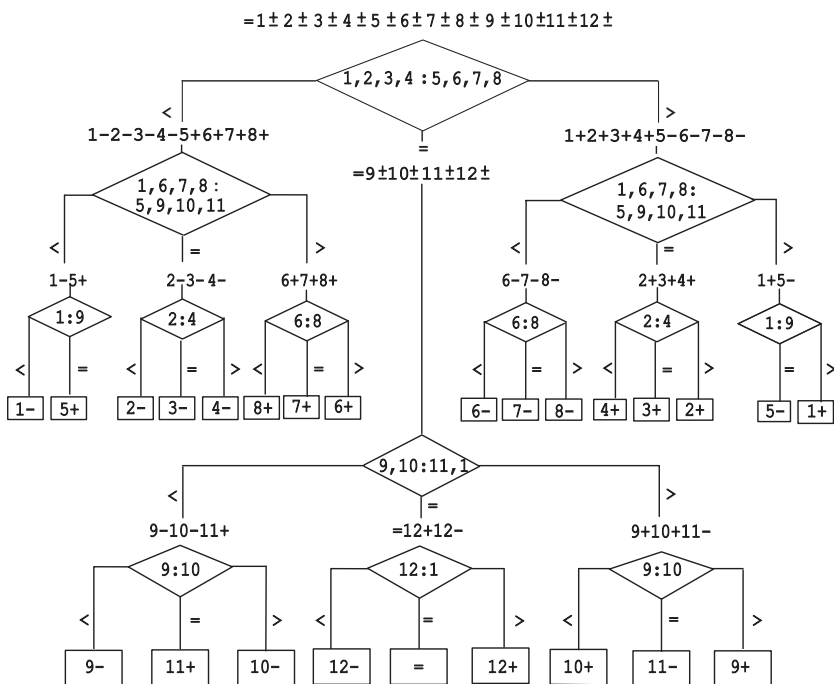 =1±2±3±4±5±6±7±8±9±10±11±12±
1,2,3,4:5,6,7,8
< = >
1-2-3-4-5+6+7+8+
=9±10±11±12±
1+2+3+4+5-6-7-8-
1,6,7,8:
5,9,10,11
1,6,7,8:
5,9,10,11
< = > < = >
1-5+ 2-3-4- 6+7+8+ 6-7-8- 2+3+4+ 1+5-
1:9 2:4 6:8 6:8 2:4 1:9
< = < = > < = > < = > < = > = >
1- 5+ 2- 3- 4- 8+ 7+ 6+ 6- 7- 8- 4+ 3+ 2+ 5- 1+
9,10:11,1
< = >
9-10-11+ =12+12- 9+10+11-
9:10 12:1 9:10
< = > < = > < = >
9- 11+ 10- 12- = 12+ 10+ 11- 9+